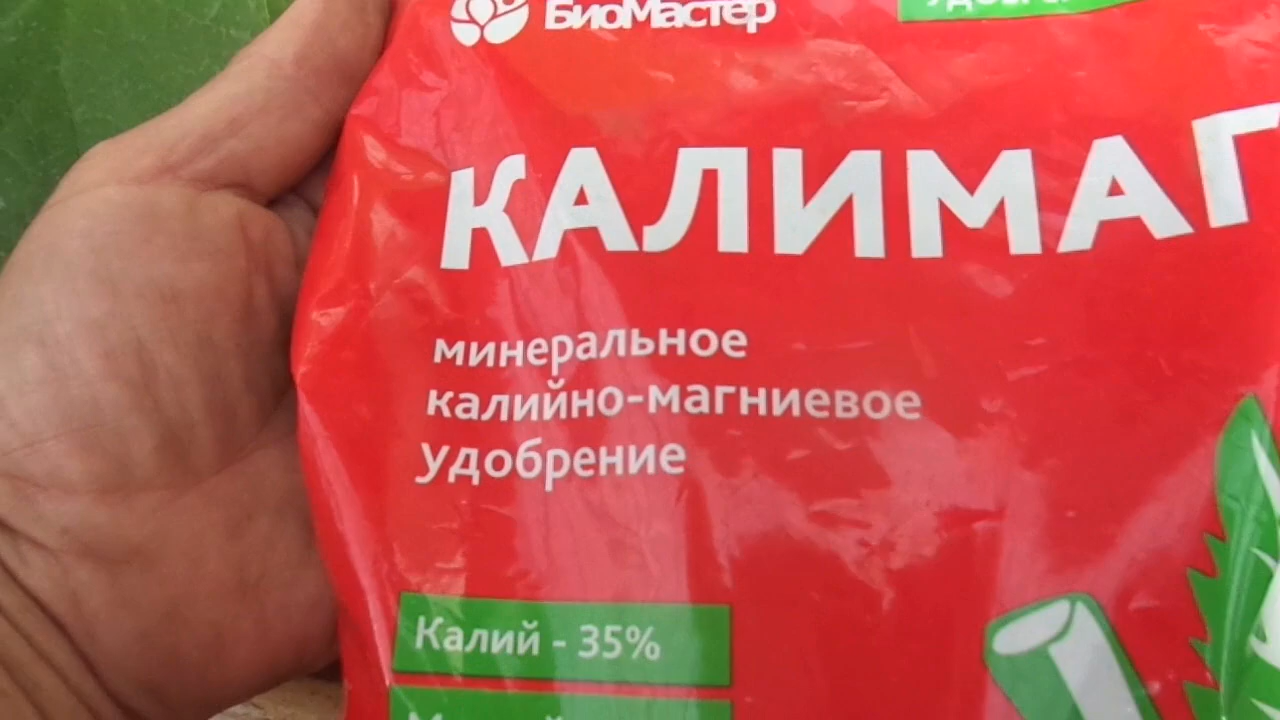 БиоМастер
КАЛИМАГ
минеральное
калийно-магниевое
удобрение
Калий - 35%